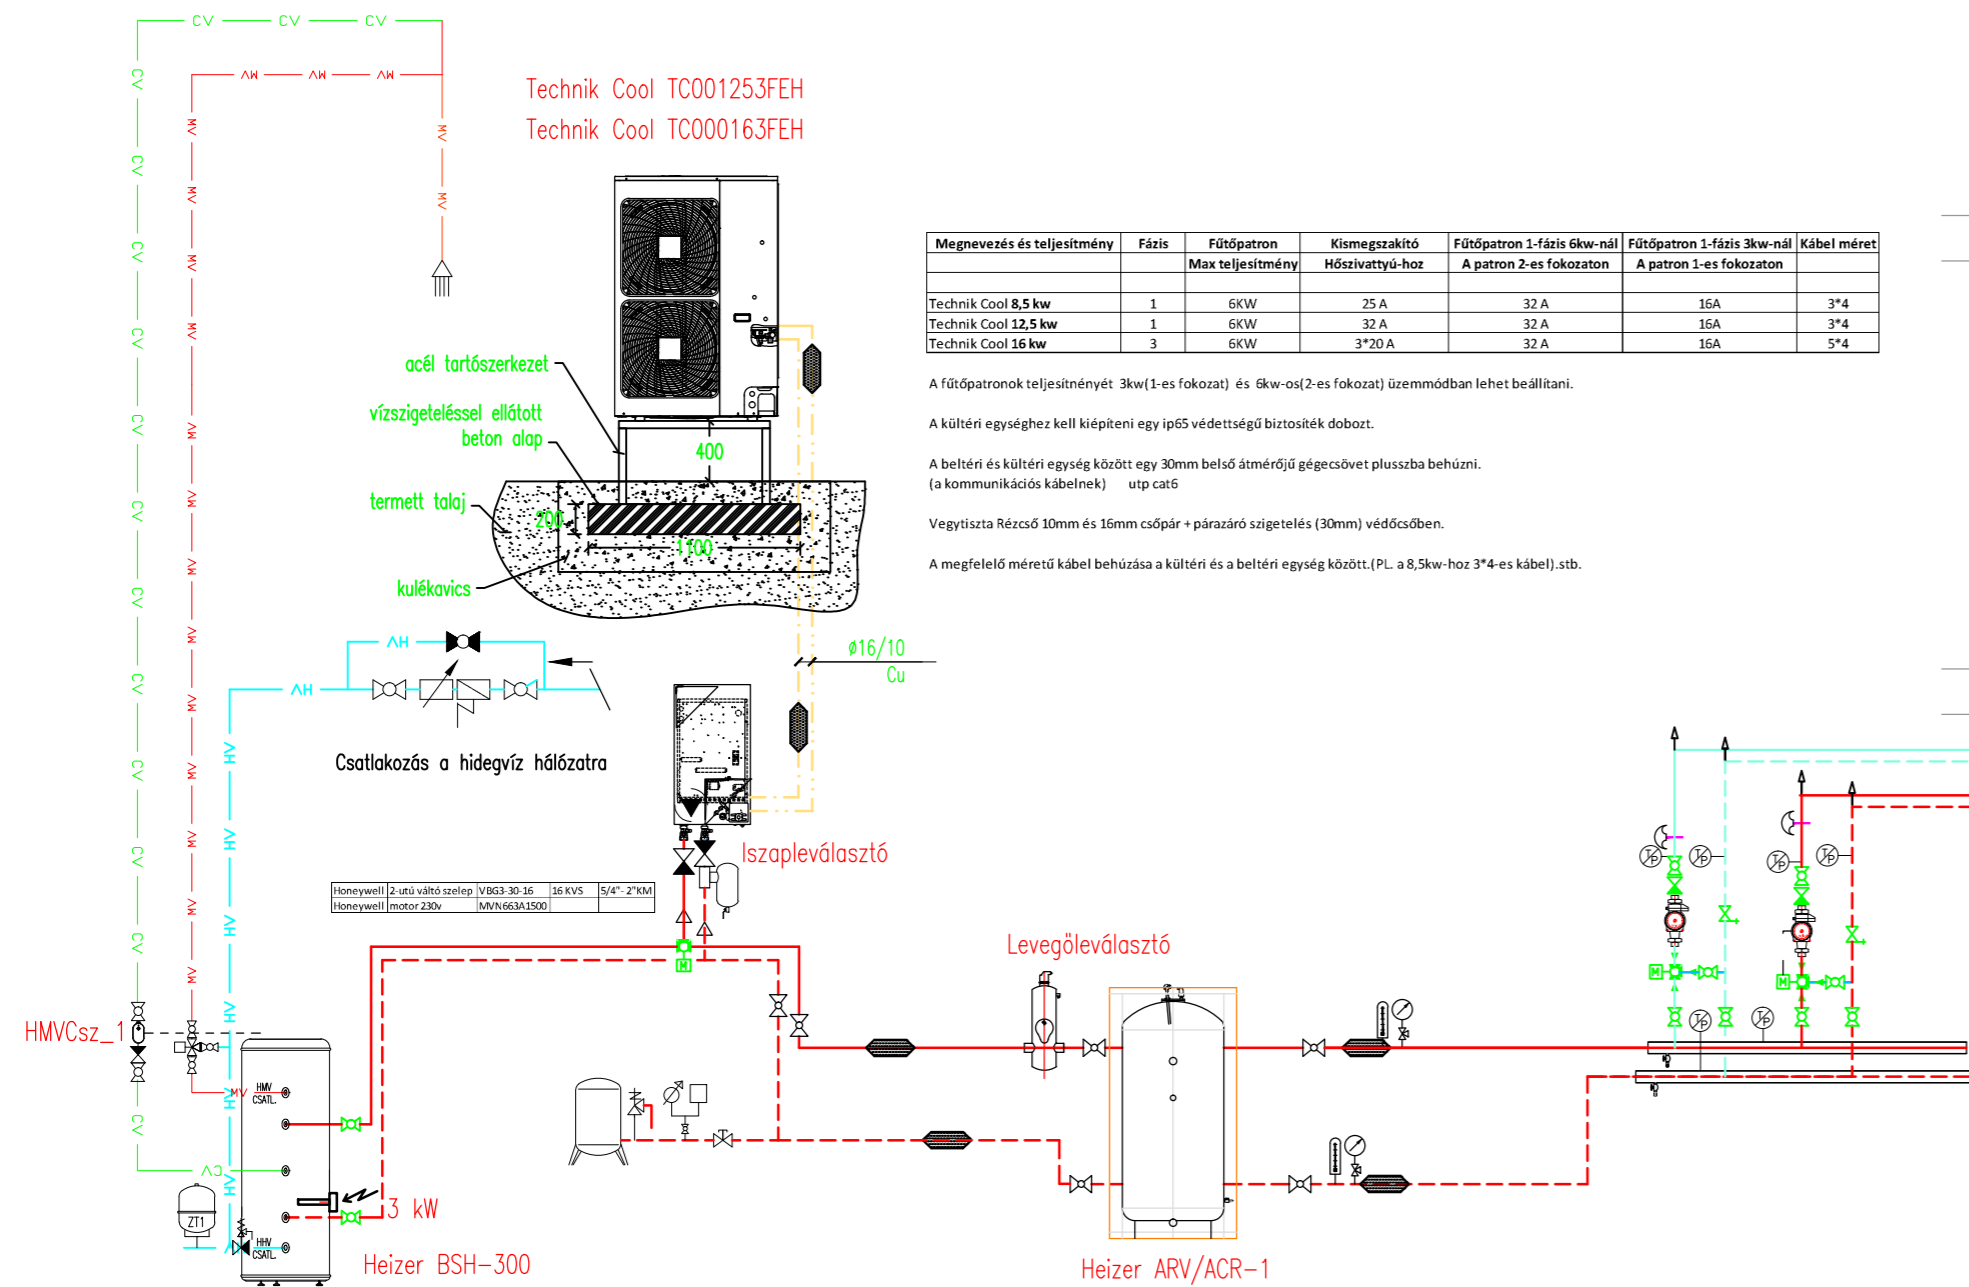 CV CV CV
MV MV MV
Technik Cool TC001253FEH
Technik Cool TC000163FEH
Megnevezés és teljesítmény Fázis Fűtőpatron Kismegszakító Fűtőpatron 1-fázis 6kw-nál Fűtőpatron 1-fázis 3kw-nál Kábel méret
Max teljesítmény Hőszivattyú-hoz A patron 2-es fokozaton A patron 1-es fokozaton
Technik Cool 8,5 kw 1 6KW 25 A 32 A 16A 3*4
Technik Cool 12,5 kw 1 6KW 32 A 32 A 16A 3*4
Technik Cool 16 kw 3 6KW 3*20 A 32 A 16A 5*4
A fűtőpatronok teljesítnényét 3kw(1-es fokozat) és 6kw-os(2-es fokozat) üzemmódban lehet beállítani.
A kültéri egységhez kell kiépíteni egy ip65 védettségű biztosíték dobozt.
A beltéri és kültéri egység között egy 30mm belső átmérőjű gégecsövet plusszba behúzni.
(a kommunikációs kábelnek) utp cat6
Vegytiszta Rézcső 10mm és 16mm csőpár + párazáró szigetelés (30mm) védőcsőben.
A megfelelő méretű kábel behúzása a kültéri és a beltéri egység között.(PL. a 8,5kw-hoz 3*4-es kábel).stb.
acél tartószerkezet
vízszigeteléssel ellátott
beton alap
400
termett talaj
200
1100
kulékavics
HV
HV
ø16/10
Cu
Csatlakozás a hidegvíz hálózatra
Iszapleválasztó
Honeywell 2-utú váltó szelep VBG3-30-16 16 KVS 5/4"- 2"KM
Honeywell motor 230v MVN663A1500
M
Levegőleválasztó
HMVCsz_1
MV
HMV
CSATL.
CV
3 kW
ZT1
HHV
CSATL.
Heizer BSH-300
Heizer ARV/ACR-1
T/P T/P T/P T/P
M M
T/P T/P